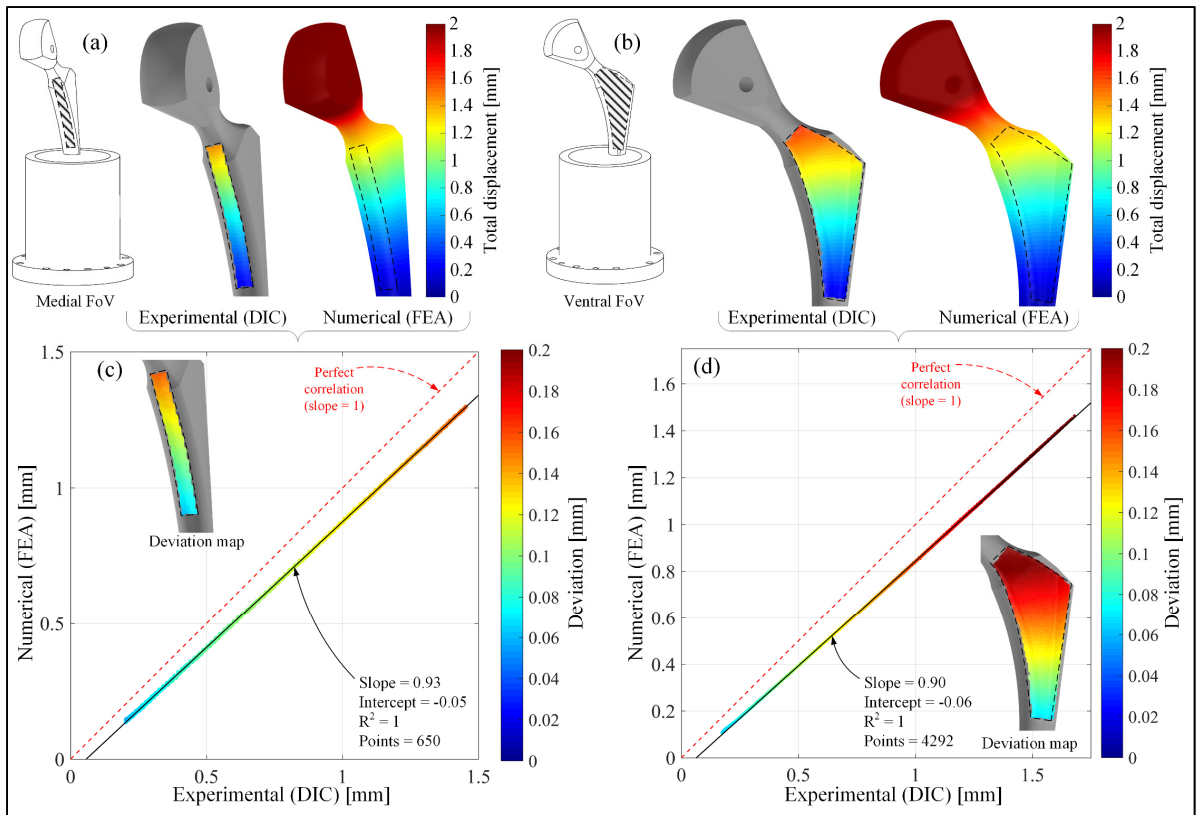 (a)
Medial FoV
Experimental (DIC)
Numerical (FEA)
2
1.8
1.6
1.4
1.2
1
0.8
0.6
0.4
0.2
0
Total displacement [mm]
(b)
Ventral FoV
Experimental (DIC)
Numerical (FEA)
2
1.8
1.6
1.4
1.2
1
0.8
0.6
0.4
0.2
0
Total displacement [mm]
(c)
Deviation map
Perfect
correlation
(slope = 1)
Slope = 0.93
Intercept = -0.05
R² = 1
Points = 650
1.5
1
0.5
0
Numerical (FEA) [mm]
0
0.5
1
1.5
Experimental (DIC) [mm]
0.2
0.18
0.16
0.14
0.12
0.1
0.08
0.06
0.04
0.02
0
Deviation [mm]
(d)
Perfect
correlation
(slope = 1)
Slope = 0.90
Intercept = -0.06
R² = 1
Points = 4292
Deviation map
1.6
1.4
1.2
1
0.8
0.6
0.4
0.2
0
Numerical (FEA) [mm]
0
0.5
1
1.5
Experimental (DIC) [mm]
0.2
0.18
0.16
0.14
0.12
0.1
0.08
0.06
0.04
0.02
0
Deviation [mm]